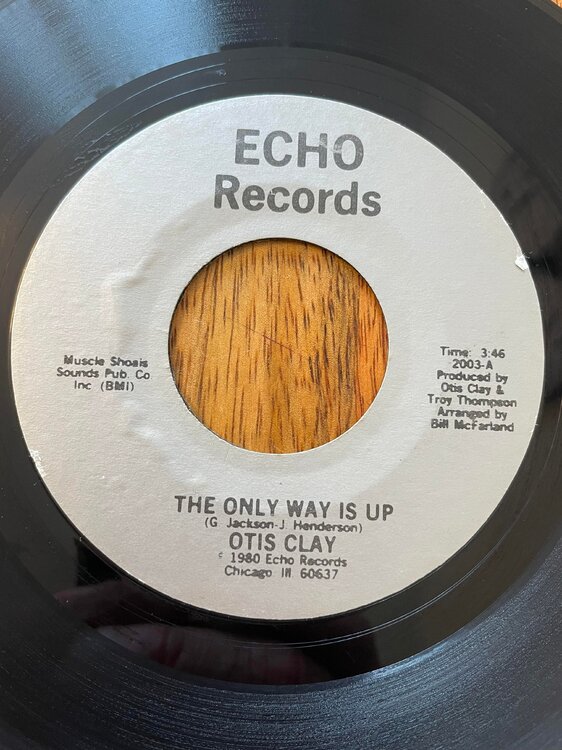 ECHO
Records
Muscle Shoals
Sounds Pub. Co
Inc (BMI)
Time: 3:46
2003-A
Produced by
Otis Clay &
Troy Thompson
Arranged by
Bill McFarland
THE ONLY WAY IS UP
(G. Jackson-J. Henderson)
OTIS CLAY
© 1980 Echo Records
Chicago Ill 60637